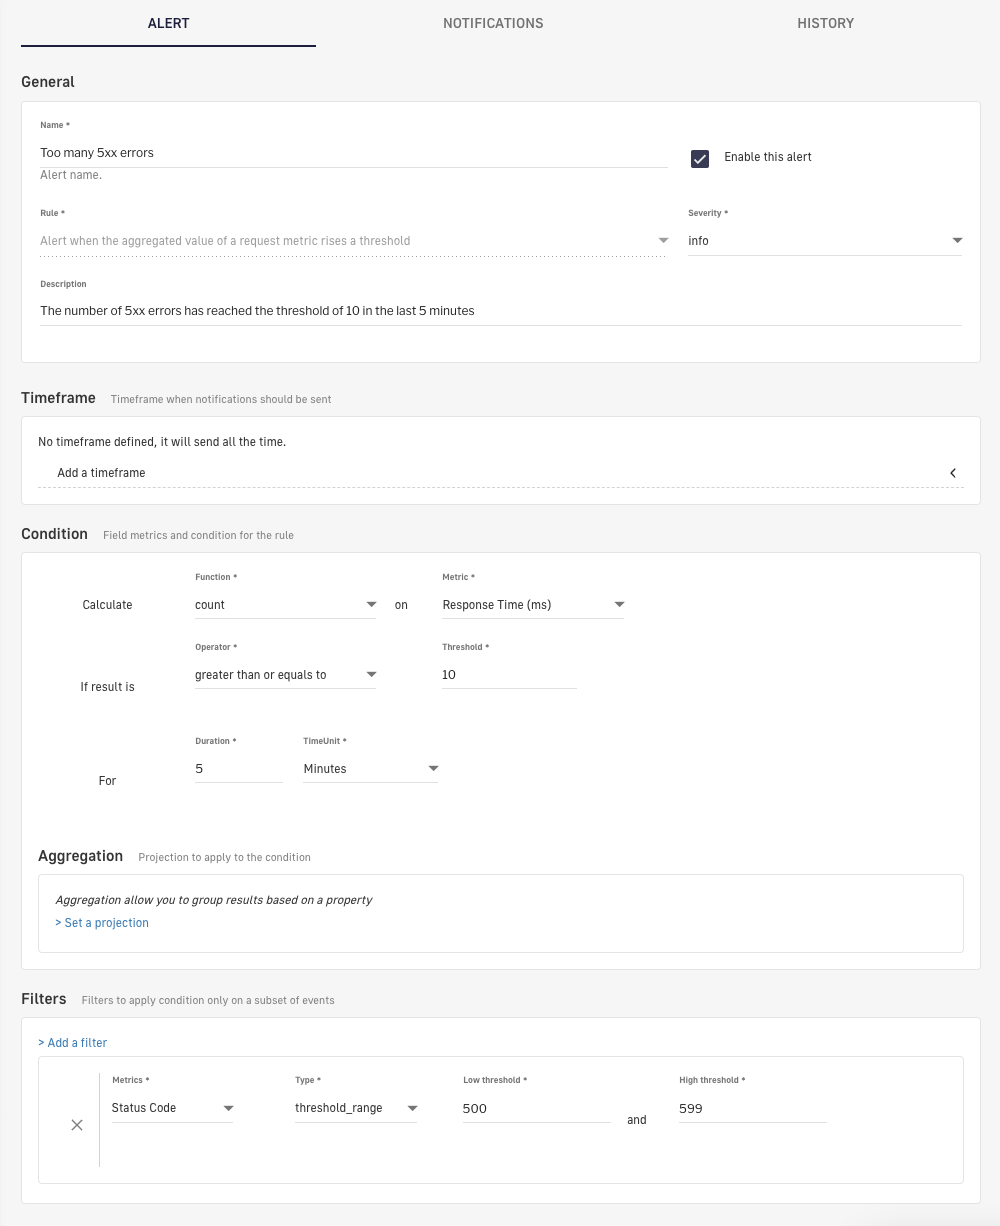 ALERT NOTIFICATIONS HISTORY
General
Name *
Too many 5xx errors
Enable this alert
Alert name.
Rule * Severity *
Alert when the aggregated value of a request metric rises a threshold info
Description
The number of 5xx errors has reached the threshold of 10 in the last 5 minutes
Timeframe Timeframe when notifications should be sent
No timeframe defined, it will send all the time.
Add a timeframe
Condition Field metrics and condition for the rule
Function * Metric *
Calculate count on Response Time (ms)
Operator * Threshold *
greater than or equals to 10
If result is
Duration * TimeUnit *
5 Minutes
For
Aggregation Projection to apply to the condition
Aggregation allow you to group results based on a property
> Set a projection
Filters Filters to apply condition only on a subset of events
> Add a filter
Metrics * Type * Low threshold * High threshold *
Status Code threshold_range 500 599
and